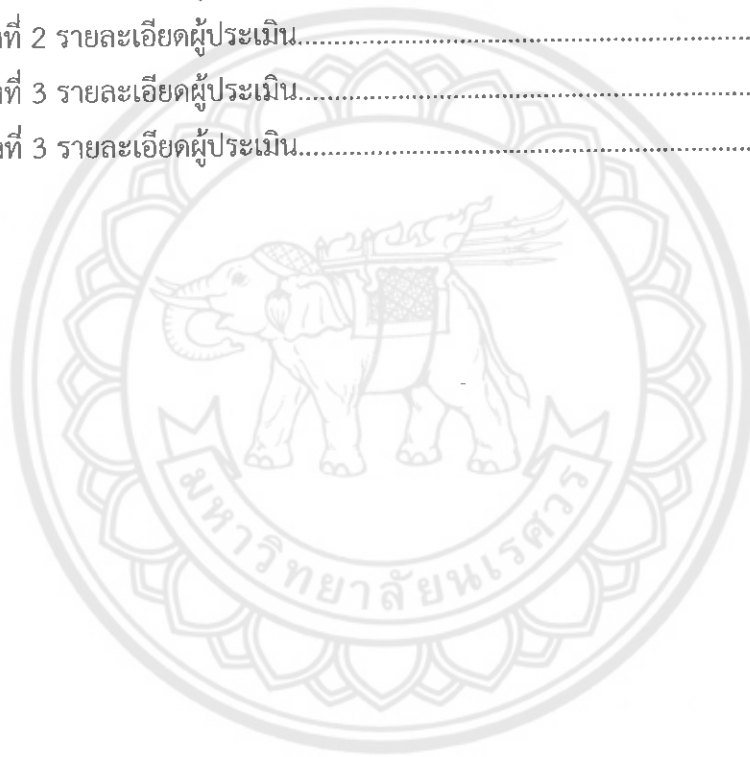 ที่ 2 รายละเอียดผู้ประเมิน..........................................................................
ที่ 3 รายละเอียดผู้ประเมิน..........................................................................
ที่ 3 รายละเอียดผู้ประเมิน..........................................................................
มหาวิทยาลัยนเรศวร